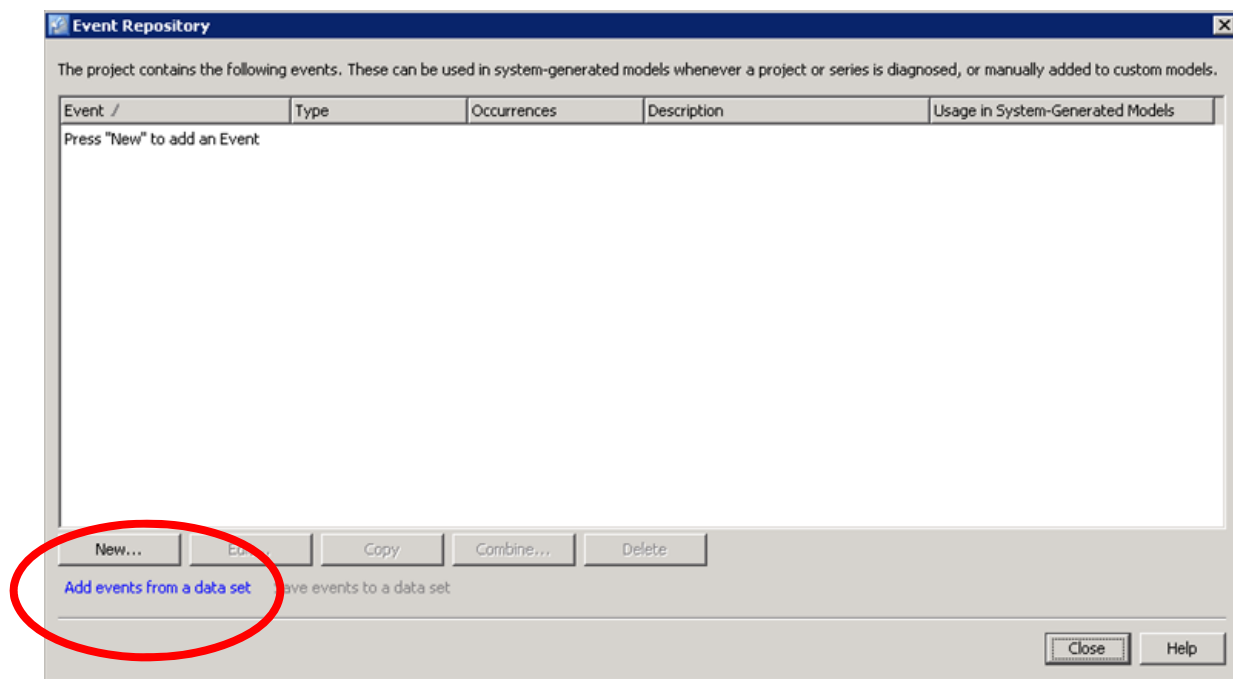 Event Repository
The project contains the following events. These can be used in system-generated models whenever a project or series is diagnosed, or manually added to custom models.
Event / Type Occurrences Description Usage in System-Generated Models
Press "New" to add an Event
New... Copy Combine... Delete
Add events from a data set events to a data set
Close Help